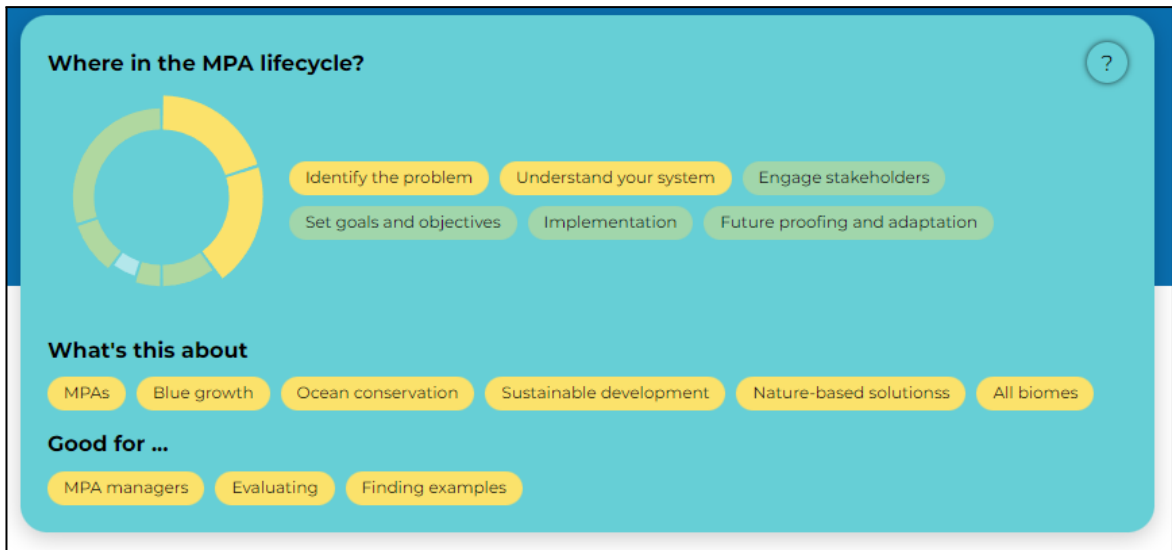 Where in the MPA lifecycle?
?
Identify the problem Understand your system Engage stakeholders
Set goals and objectives Implementation Future proofing and adaptation
What's this about
MPAs Blue growth Ocean conservation Sustainable development Nature-based solutionss All biomes
Good for ...
MPA managers Evaluating Finding examples